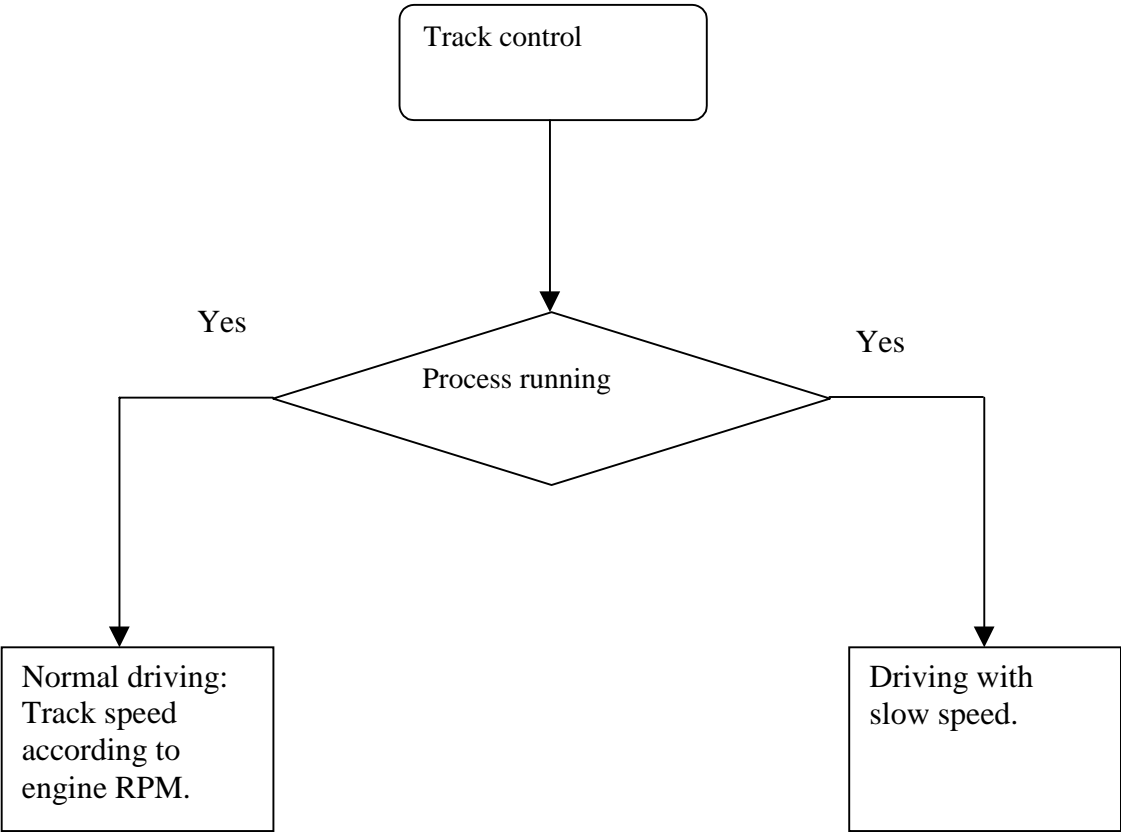 Track control
Yes
Yes
Process running
Normal driving:
Track speed
according to
engine RPM.
Driving with
slow speed.